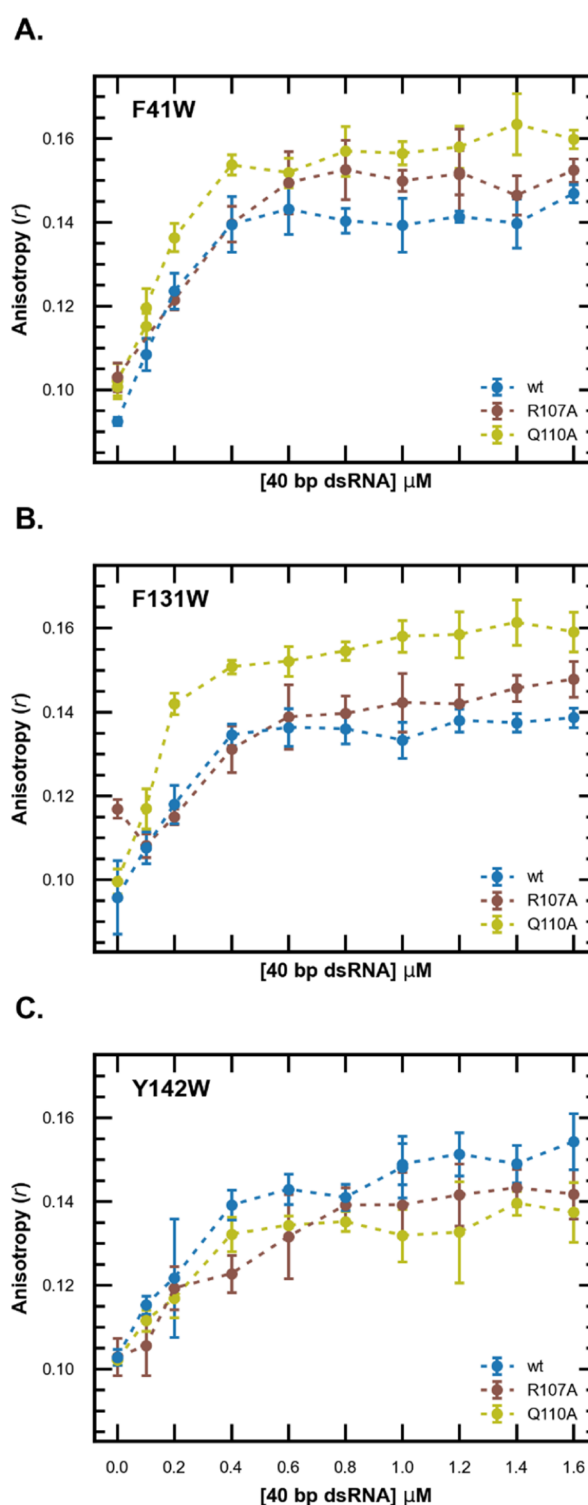 A.
F41W
0.16
0.14
0.12
0.10
Anisotropy (r)
wt
R107A
Q110A
[40 bp dsRNA] µM
B.
F131W
0.16
0.14
0.12
0.10
Anisotropy (r)
wt
R107A
Q110A
[40 bp dsRNA] µM
C.
Y142W
0.16
0.14
0.12
0.10
Anisotropy (r)
wt
R107A
Q110A
0.0 0.2 0.4 0.6 0.8 1.0 1.2 1.4 1.6
[40 bp dsRNA] µM